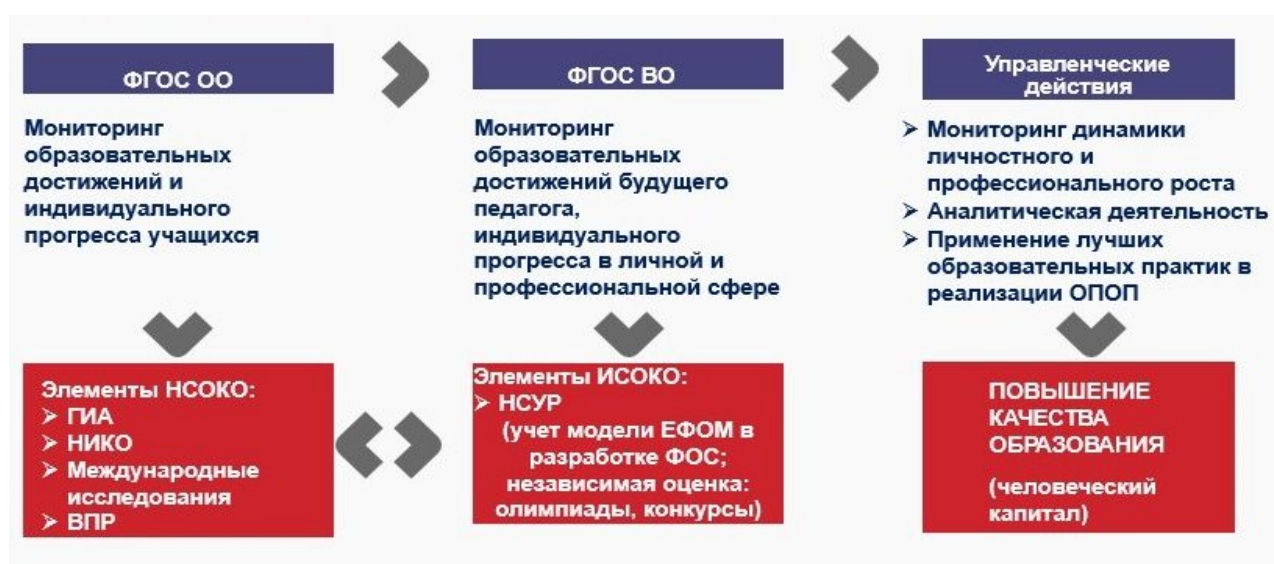 ФГОС ОО
Мониторинг
образовательных
достижений и
индивидуального
прогресса учащихся
Элементы НСОКО:
➢ ГИА
➢ НИКО
➢ Международные
исследования
➢ ВПР
ФГОС ВО
Мониторинг
образовательных
достижений будущего
педагога,
индивидуального
прогресса в личной и
профессиональной сфере
Элементы ИСОКО:
➢ НСУР
(учет модели ЕФОМ в
разработке ФОС;
независимая оценка:
олимпиады, конкурсы)
Управленческие
действия
➢ Мониторинг динамики
личностного и
профессионального роста
➢ Аналитическая деятельность
➢ Применение лучших
образовательных практик в
реализации ОПОП
ПОВЫШЕНИЕ
КАЧЕСТВА
ОБРАЗОВАНИЯ
(человеческий
капитал)